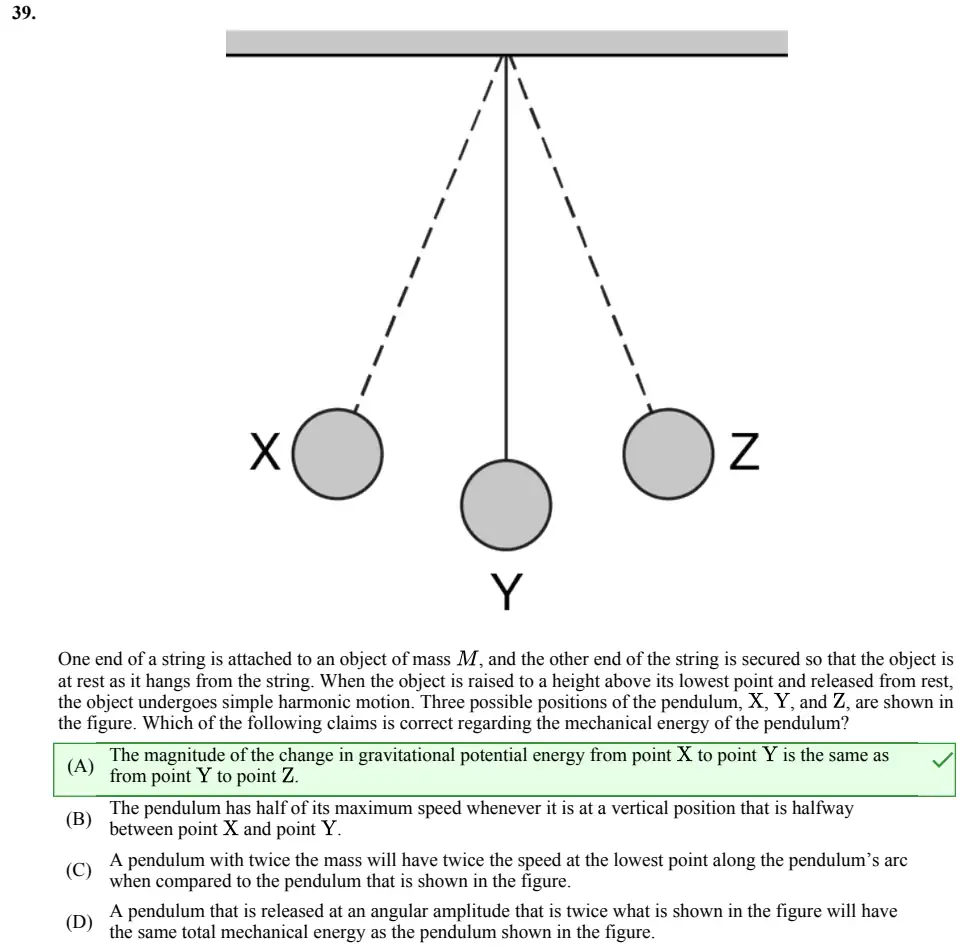 39.
X
Z
Y
One end of a string is attached to an object of mass M, and the other end of the string is secured so that the object is
at rest as it hangs from the string. When the object is raised to a height above its lowest point and released from rest,
the object undergoes simple harmonic motion. Three possible positions of the pendulum, X, Y, and Z, are shown in
the figure. Which of the following claims is correct regarding the mechanical energy of the pendulum?
(A) The magnitude of the change in gravitational potential energy from point X to point Y is the same as
from point Y to point Z.
(B) The pendulum has half of its maximum speed whenever it is at a vertical position that is halfway
between point X and point Y.
(C) A pendulum with twice the mass will have twice the speed at the lowest point along the pendulum's arc
when compared to the pendulum that is shown in the figure.
(D) A pendulum that is released at an angular amplitude that is twice what is shown in the figure will have
the same total mechanical energy as the pendulum shown in the figure.